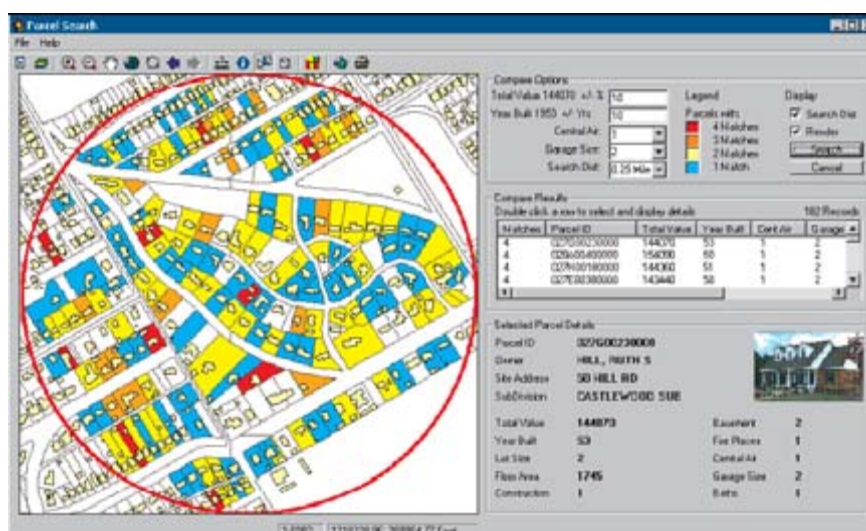 Parcel Search
File Help
Compare Options
Total Value 144070 +/- % 10
Year Built 1953 +/- Yrs 10
Central Air: 1
Garage Size: 2
Search Dist: 0.25 Mile
Legend
Parcels with:
4 Matches
3 Matches
2 Matches
1 Match
Display
Search Dist
Render
Search
Cancel
Compare Results
Double click a row to select and display details
182 Records
Matches Parcel ID Total Value Year Built Cent Air Garage
4 027G00230000 144070 53 1 2
4 1 2
4 027H00100000 144360 51 1 2
4 027E00380000 143440 58 1 2
Selected Parcel Details
Parcel ID 027G00230000
Owner HILL, RUTH S
Site Address 50 HILL RD
SubDivision CASTLEWOOD SUB
Total Value 144070 Basement 2
Year Built 53 Fire Places 1
Lot Size 2 Central Air 1
Floor Area 1745 Garage Size 2
Construction 1 Baths 1